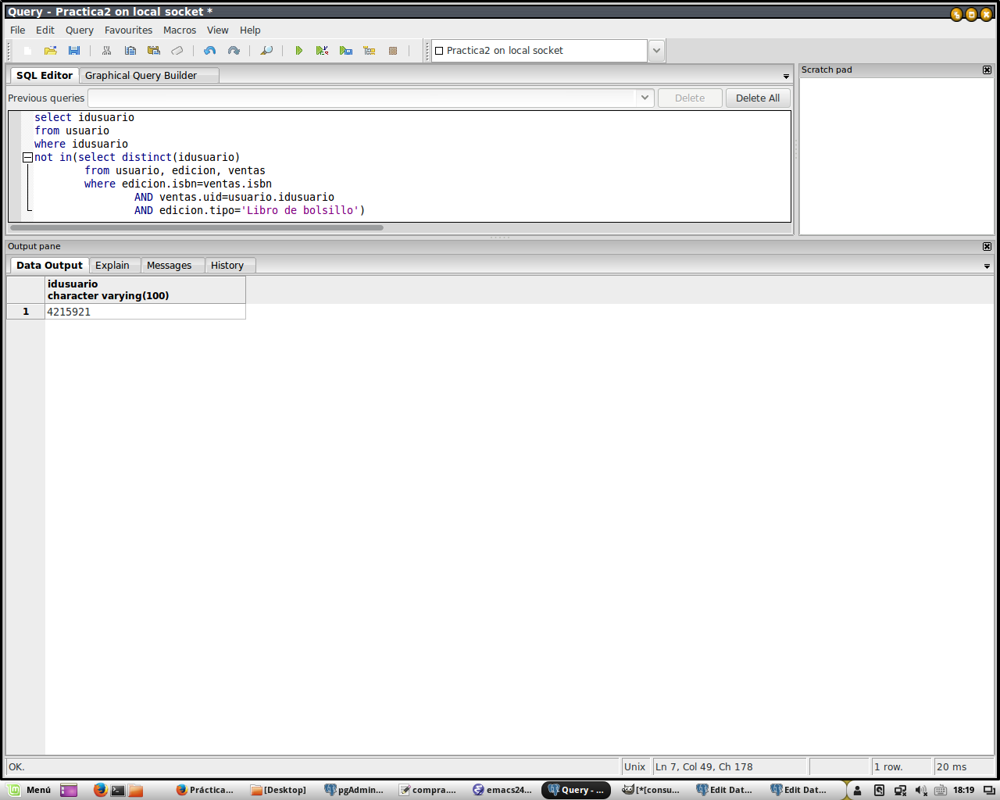 Query - Practica2 on local socket *
File Edit Query Favourites Macros View Help
Practica2 on local socket
SQL Editor Graphical Query Builder
Scratch pad
Previous queries Delete Delete All
select idusuario
from usuario
where idusuario
not in(select distinct(idusuario)
from usuario, edicion, ventas
where edicion.isbn=ventas.isbn
AND ventas.uid=usuario.idusuario
AND edicion.tipo='Libro de bolsillo')
Output pane
Data Output Explain Messages History
idusuario
character varying(100)
1 4215921
OK. Unix Ln 7, Col 49, Ch 178 1 row. 20 ms
Menú Práctica... [Desktop] pgAdmin... compra.... emacs24... Query - ... [*[consu... Edit Dat... Edit Dat... 18:19